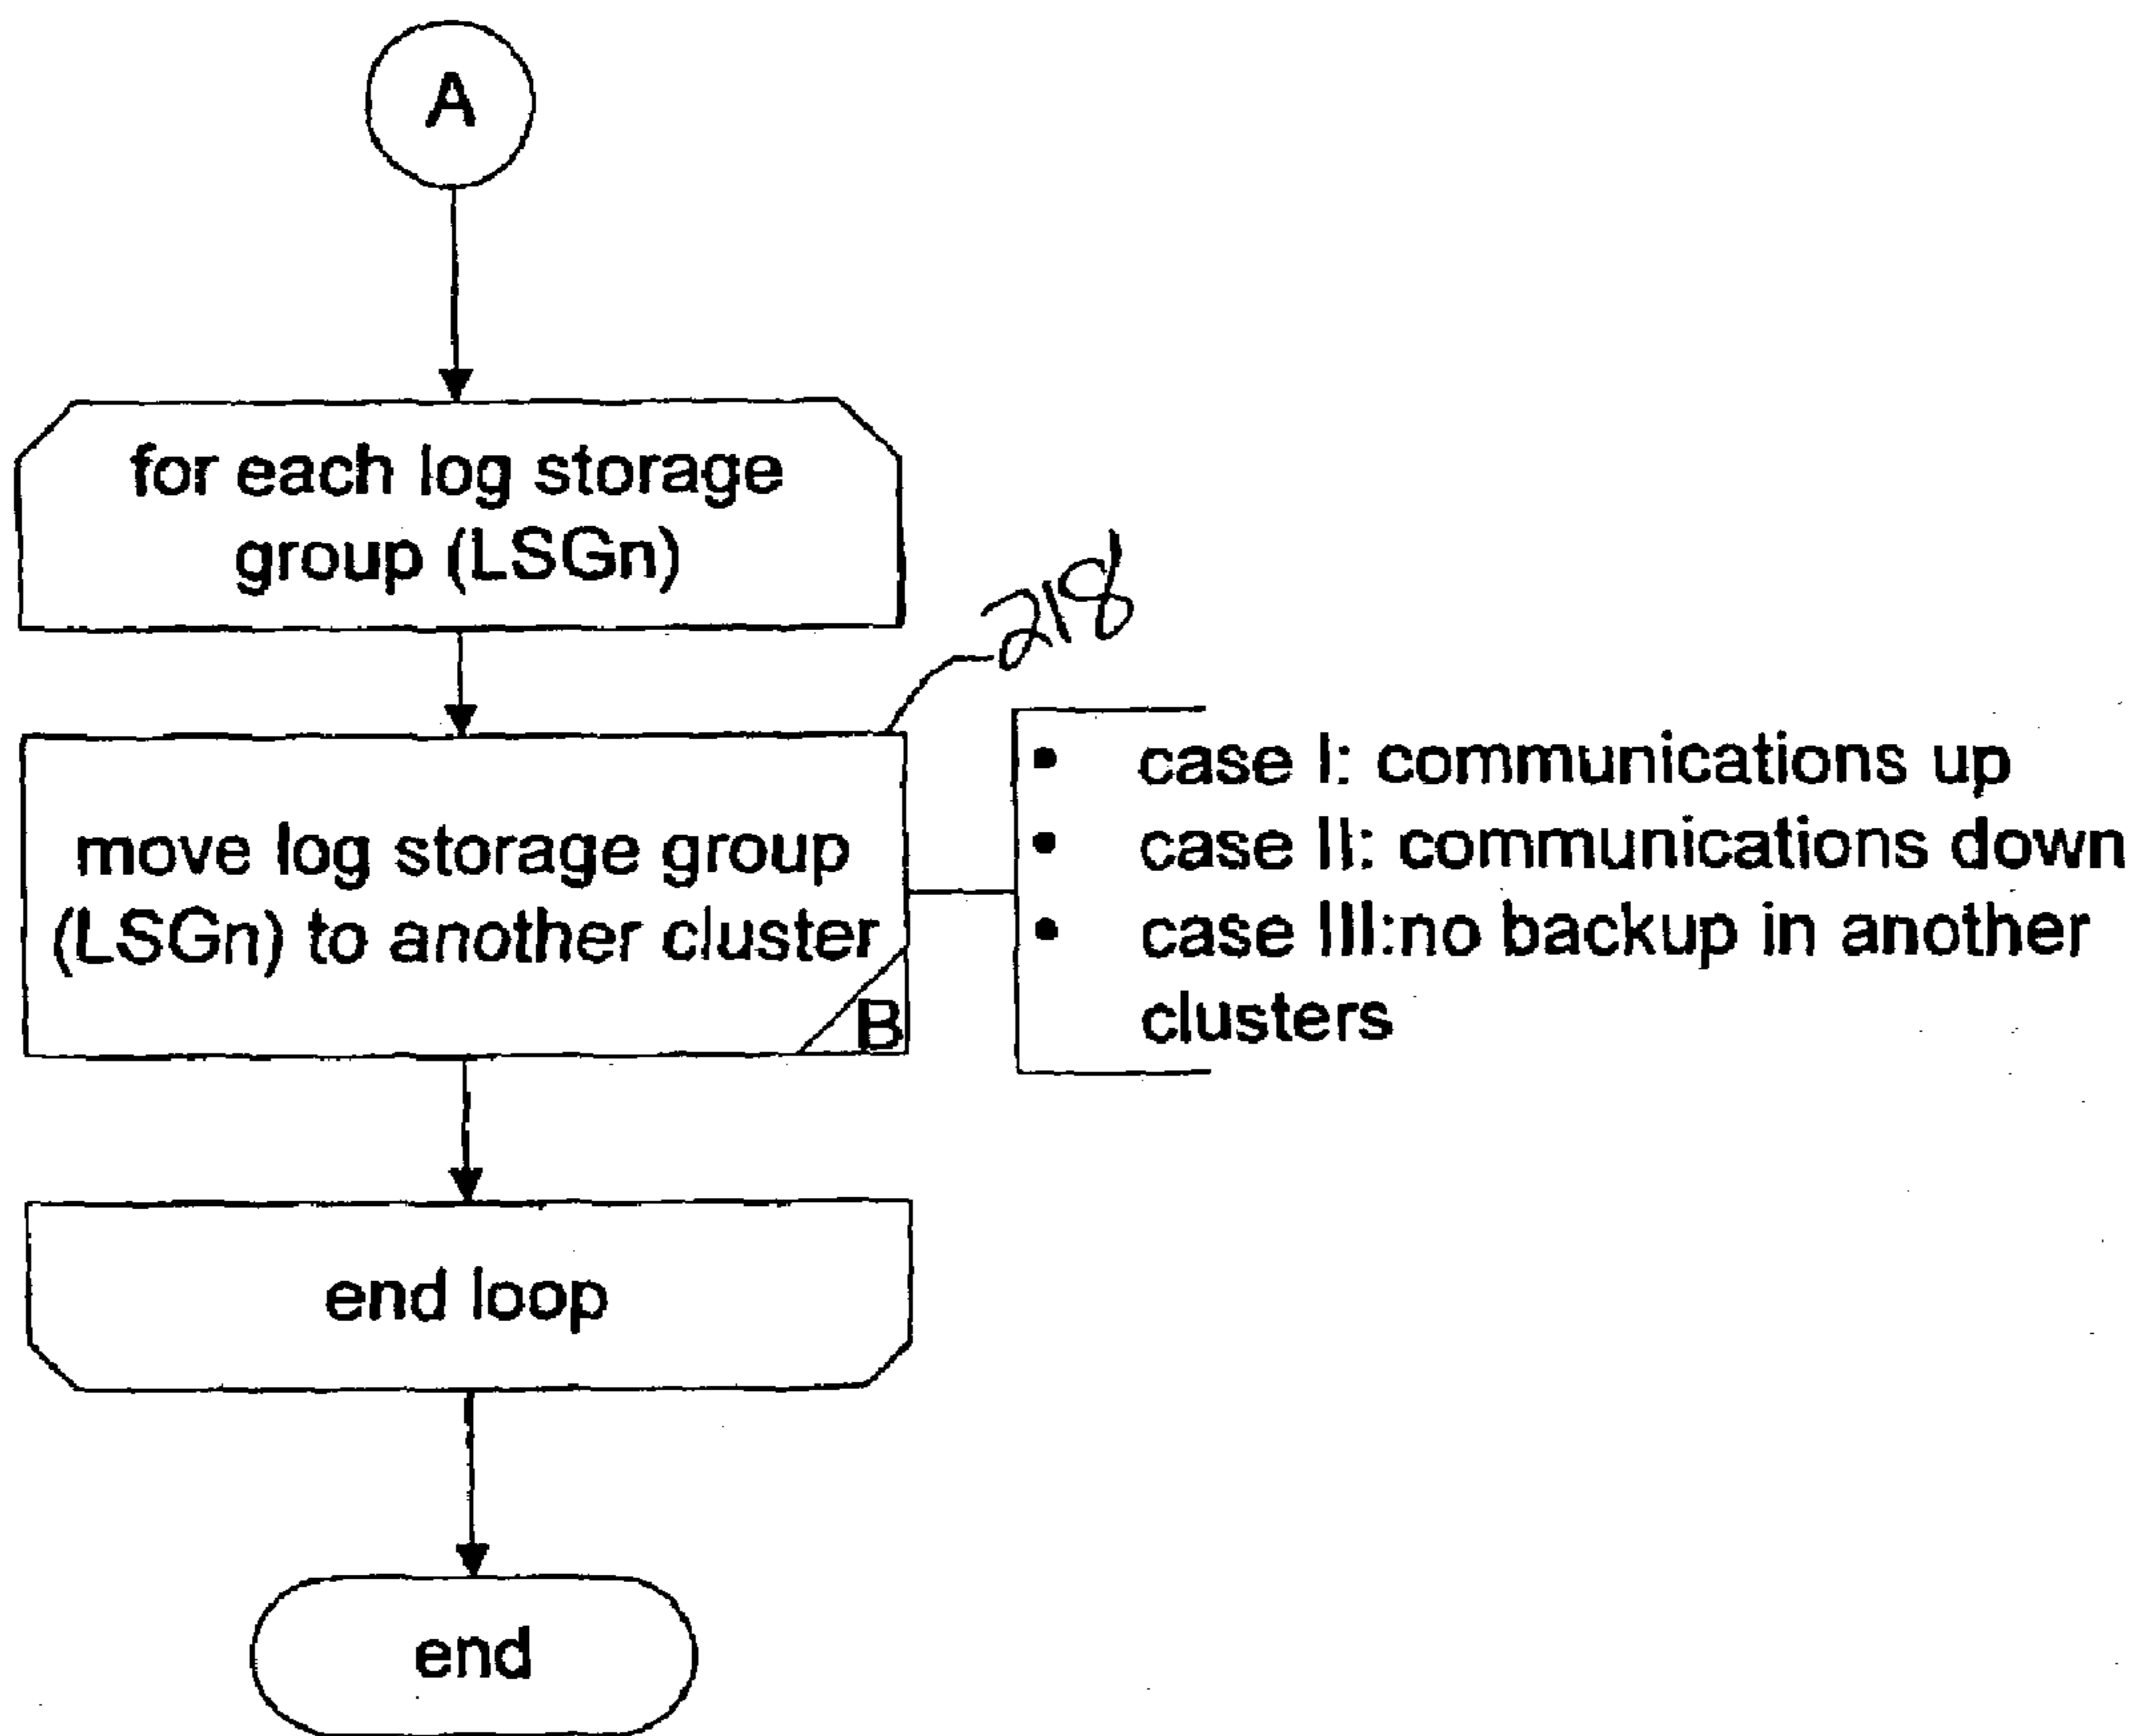 A
for each log storage
group (LSGn)
218
move log storage group
(LSGn) to another cluster
B
• case I: communications up
• case II: communications down
• case III:no backup in another
clusters
end loop
end